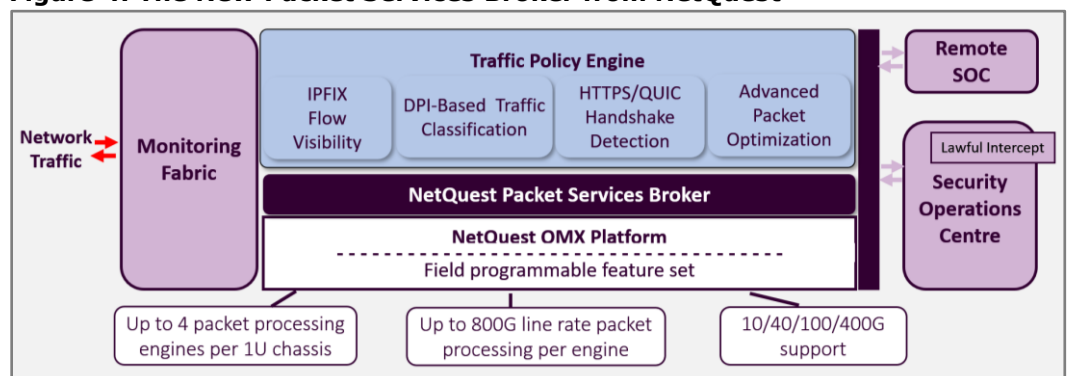 Figure 4: The New Packet Services Broker from NetQuest
Traffic Policy Engine
IPFIX
Flow
Visibility
DPI-Based Traffic
Classification
HTTPS/QUIC
Handshake
Detection
Advanced
Packet
Optimization
Network
Traffic
Monitoring
Fabric
NetQuest Packet Services Broker
NetQuest OMX Platform
Field programmable feature set
Remote
SOC
Lawful Intercept
Security
Operations
Centre
Up to 4 packet processing
engines per 1U chassis
Up to 800G line rate packet
processing per engine
10/40/100/400G
support